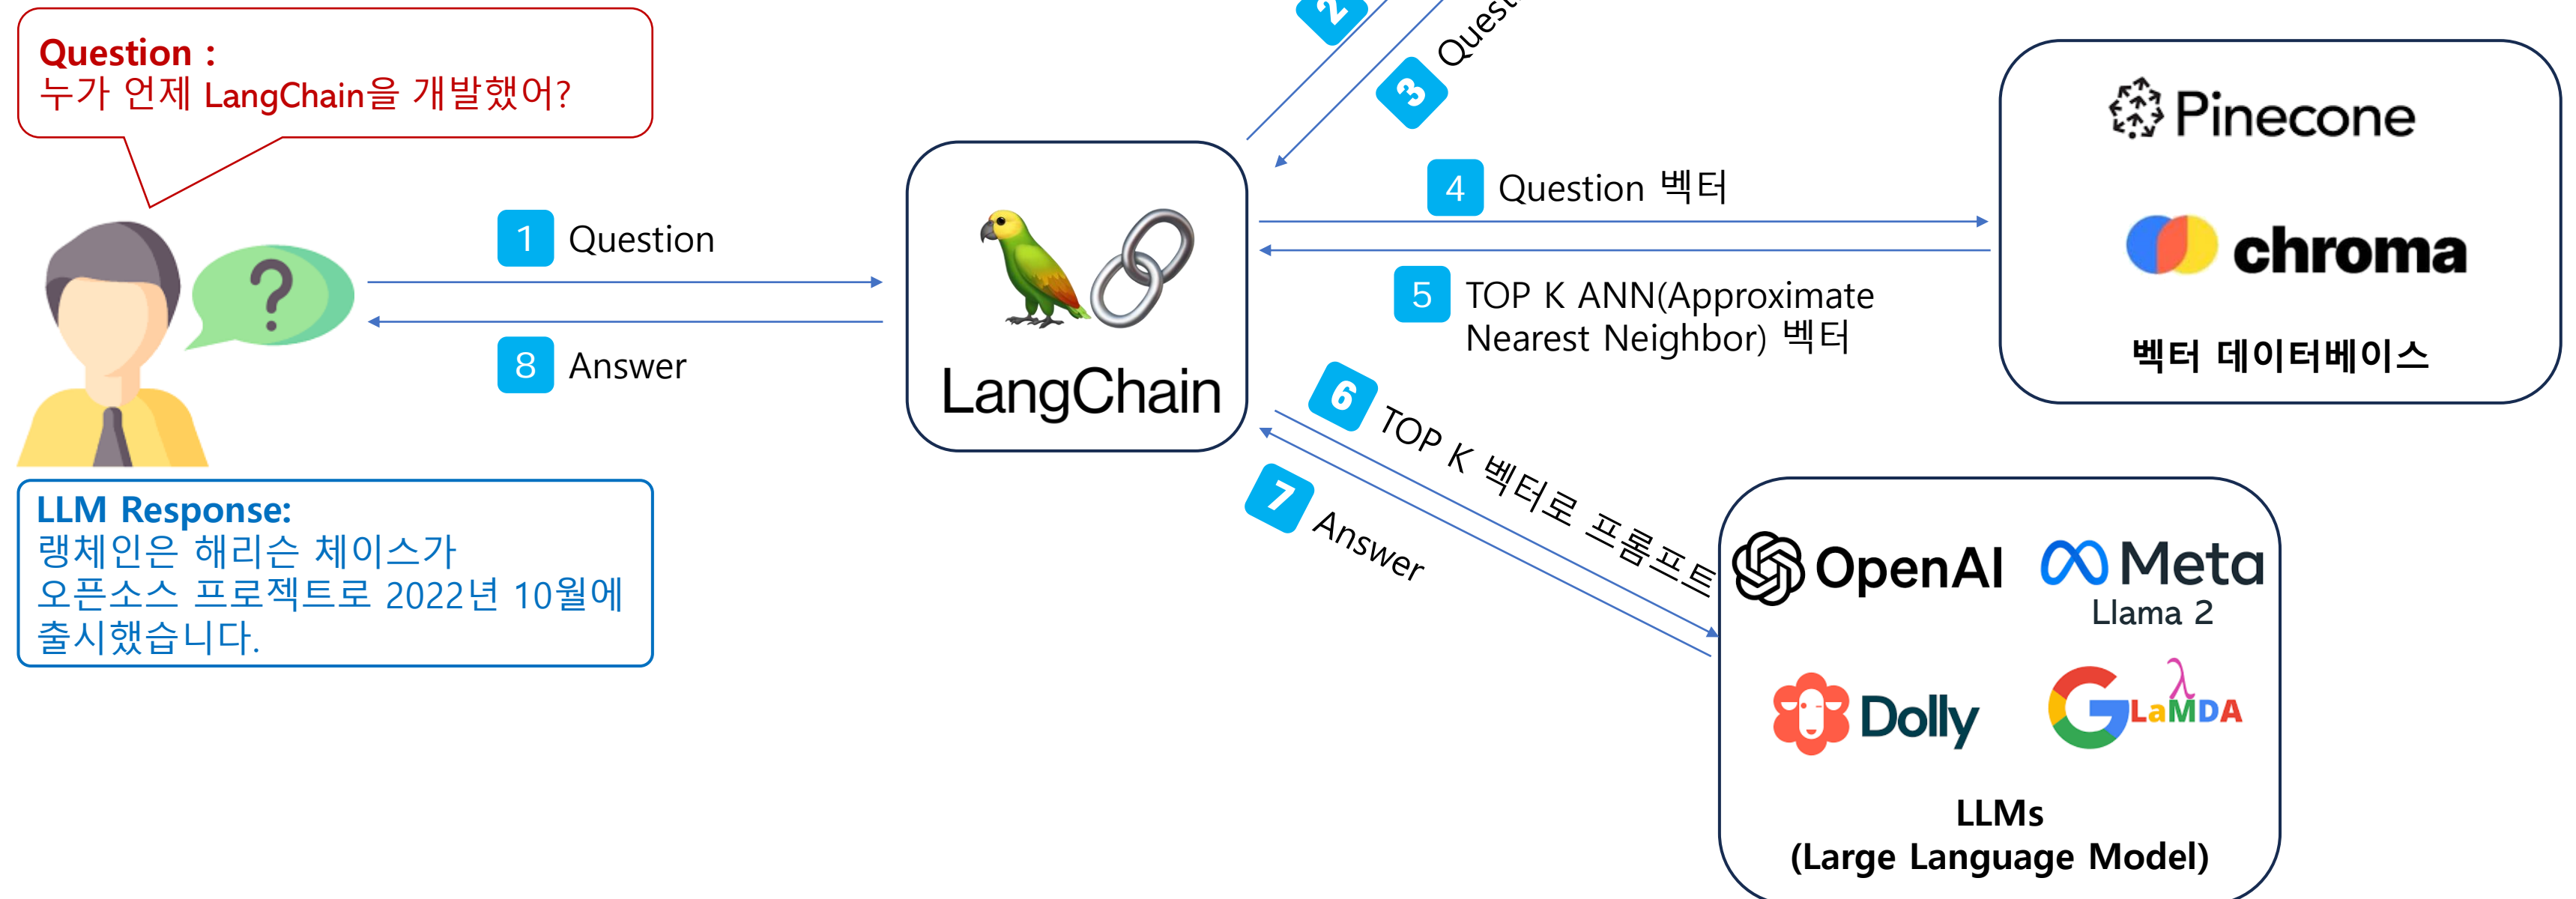 Question :
누가 언제 LangChain을 개발했어?
1 Question
8 Answer
LLM Response:
랭체인은 해리슨 체이스가
오픈소스 프로젝트로 2022년 10월에
출시했습니다.
LangChain
2
3
4 Question 벡터
5 TOP K ANN(Approximate
Nearest Neighbor) 벡터
6 TOP K 벡터로 프롬프트
7 Answer
Pinecone
chroma
벡터 데이터베이스
OpenAI
Meta
Llama 2
Dolly
LaMDA
LLMs
(Large Language Model)